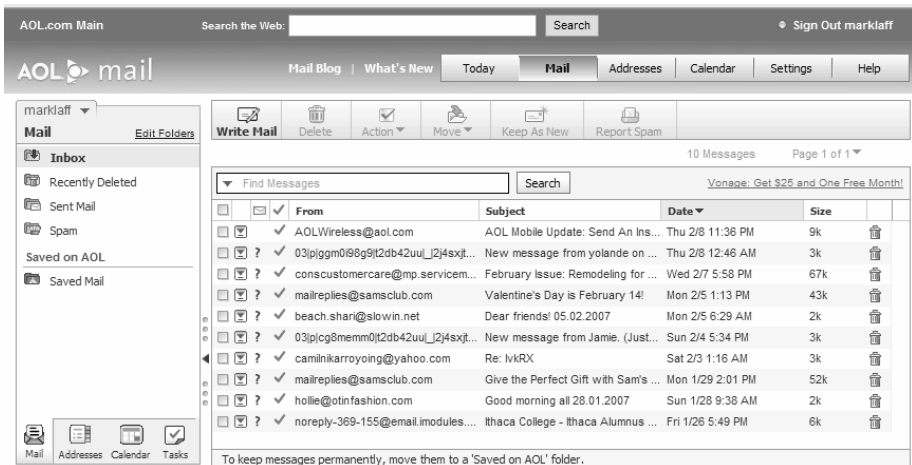 AOL.com Main Search the Web: Search Sign Out marklaff
AOL mail Mail Blog | What's New Today Mail Addresses Calendar Settings Help
marklaff
Mail Edit Folders
Inbox
Recently Deleted
Sent Mail
Spam
Saved on AOL
Saved Mail
Mail Addresses Calendar Tasks
Write Mail Delete Action Move Keep As New Report Spam
10 Messages Page 1 of 1
Find Messages Search Vonage: Get $25 and One Free Month!
From Subject Date Size
AOLWireless@aol.com AOL Mobile Update: Send An Ins... Thu 2/8 11:36 PM 9k
? New message from yolande on ... Thu 2/8 12:46 AM 3k
? conscustomercare@mp.servicem... February Issue: Remodeling for ... Wed 2/7 5:58 PM 67k
? mailreplies@samsclub.com Valentine's Day is February 14! Mon 2/5 1:13 PM 43k
? beach.shari@slowin.net Dear friends! 05.02.2007 Mon 2/5 6:29 AM 2k
? New message from Jamie. (Just... Sun 2/4 5:34 PM 3k
? camilnikarroyoing@yahoo.com Re: Sat 2/3 1:16 AM 3k
? mailreplies@samsclub.com Give the Perfect Gift with Sam's ... Mon 1/29 2:01 PM 52k
? hollie@otinfashion.com Good morning all 28.01.2007 Sun 1/28 9:38 AM 2k
? noreply-369-155@email.imodules.... Ithaca College - Ithaca Alumnus ... Fri 1/26 5:49 PM 6k
To keep messages permanently, move them to a 'Saved on AOL' folder.